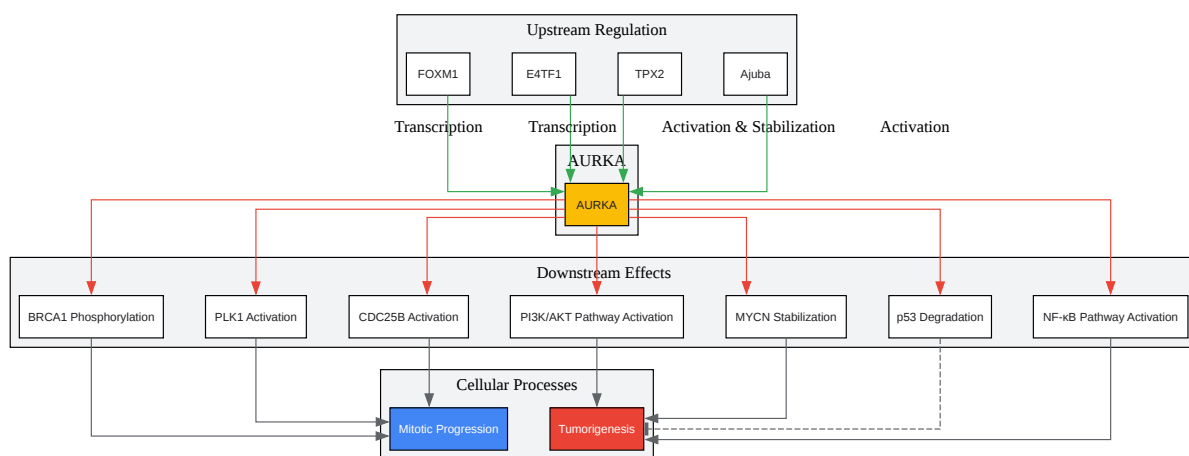 Upstream Regulation
FOXM1
E4TF1
TPX2
Ajuba
Transcription
Transcription
Activation & Stabilization
Activation
AURKA
AURKA
Downstream Effects
BRCA1 Phosphorylation
PLK1 Activation
CDC25B Activation
PI3K/AKT Pathway Activation
MYCN Stabilization
p53 Degradation
NF-κB Pathway Activation
Cellular Processes
Mitotic Progression
Tumorigenesis